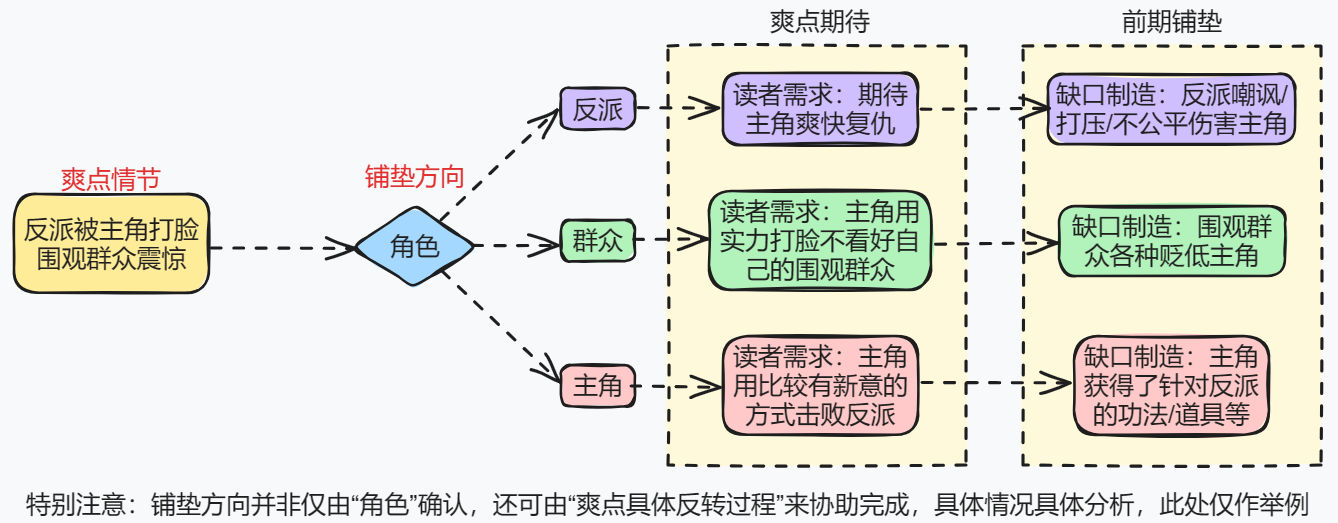 爽点期待
前期铺垫
爽点情节
反派被主角打脸
围观群众震惊
铺垫方向
角色
反派
读者需求：期待
主角爽快复仇
缺口制造：反派嘲讽/
打压/不公平伤害主角
群众
读者需求：主角用
实力打脸不看好自
己的围观群众
缺口制造：围观群
众各种贬低主角
主角
读者需求：主角
用比较有新意的
方式击败反派
缺口制造：主角
获得了针对反派
的功法/道具等
特别注意：铺垫方向并非仅由“角色”确认，还可由“爽点具体反转过程”来协助完成，具体情况具体分析，此处仅作举例